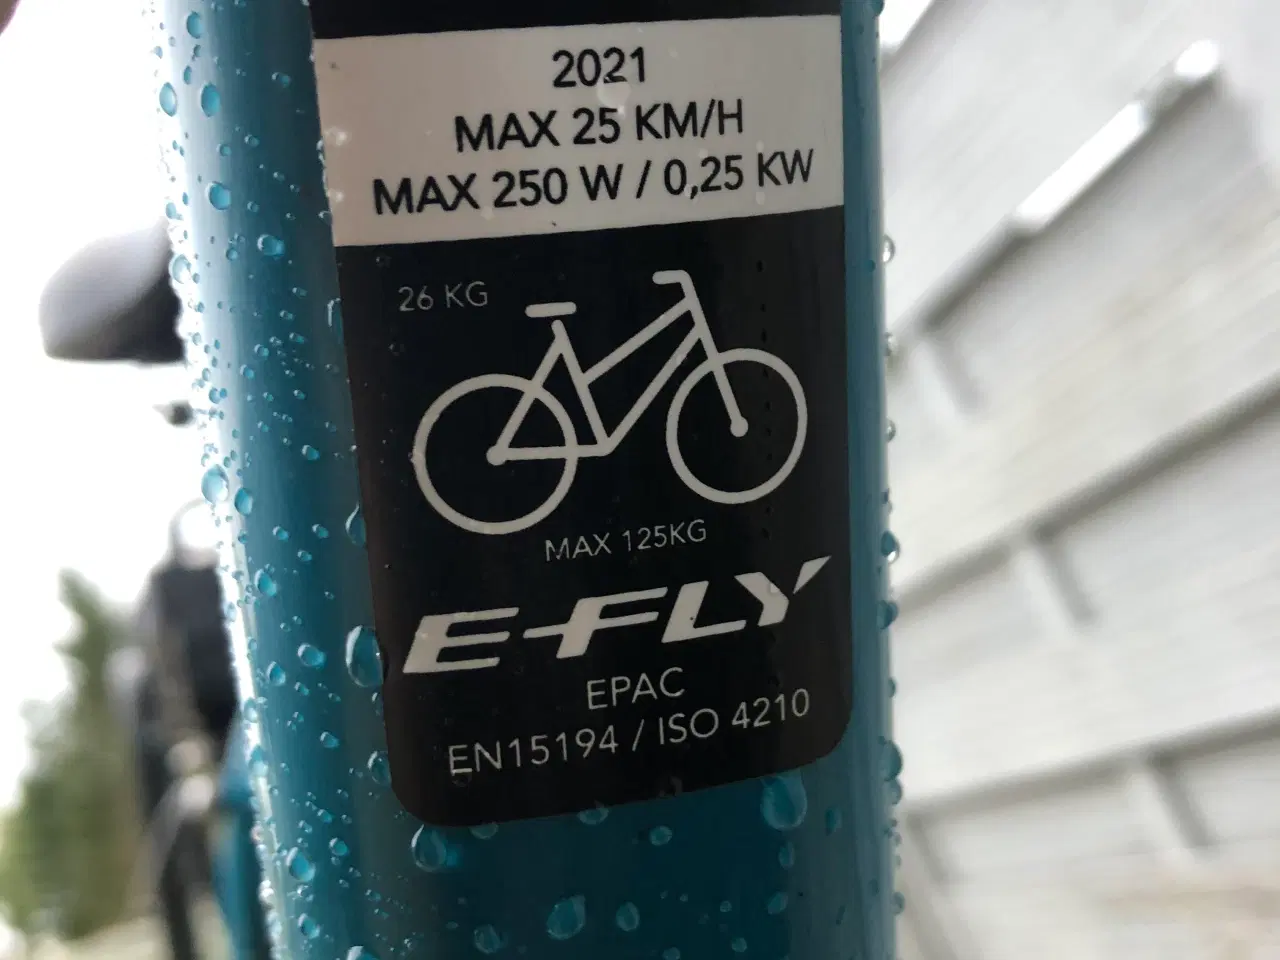 2021
MAX 25 KM/H
MAX 250 W / 0,25 KW
26 KG
MAX 125KG
E-FLY
EPAC
EN15194 / ISO 4210